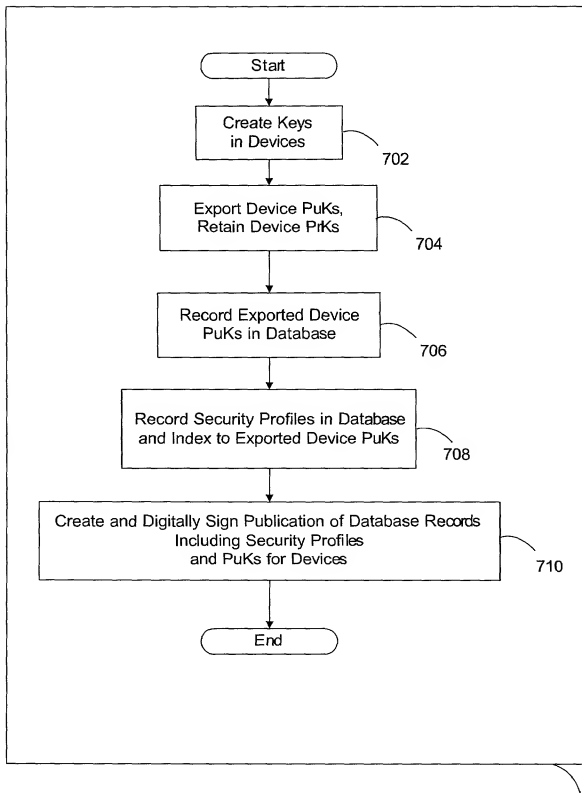 Start
Create Keys
in Devices
702
Export Device PuKs,
Retain Device PrKs
704
Record Exported Device
PuKs in Database
706
Record Security Profiles in Database
and Index to Exported Device PuKs
708
Create and Digitally Sign Publication of Database Records
Including Security Profiles
and PuKs for Devices
710
End